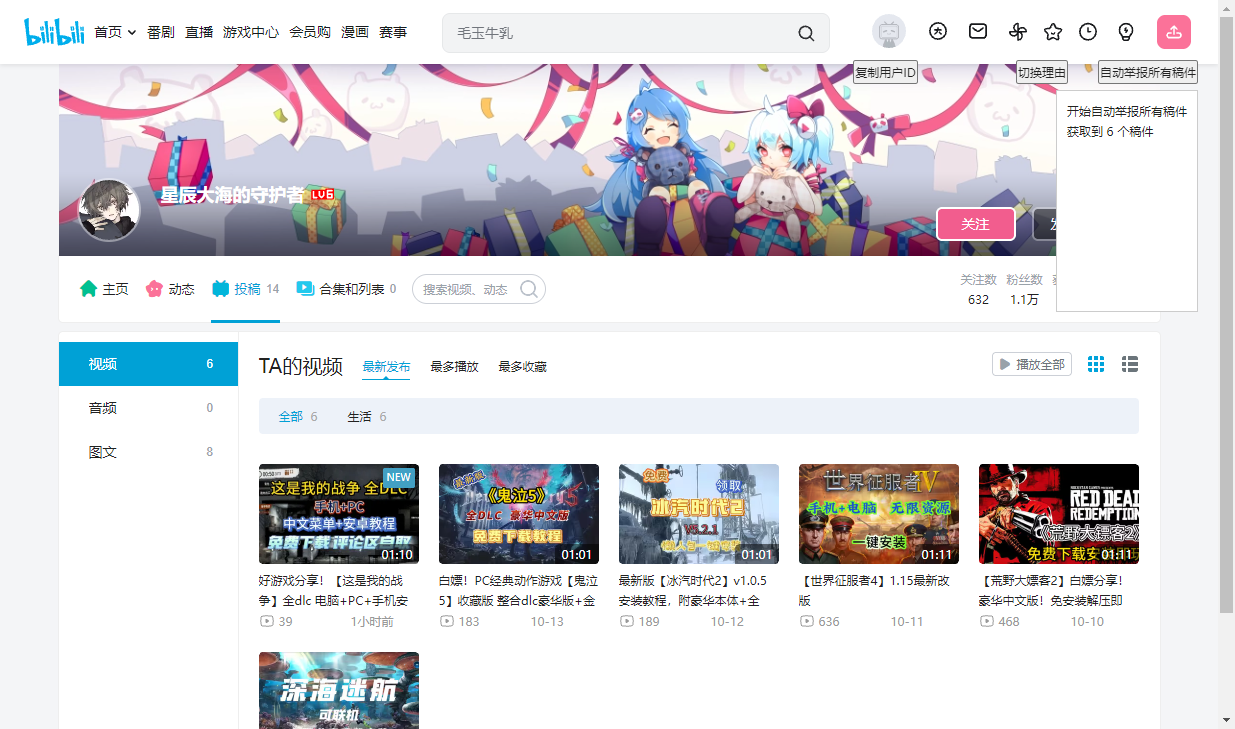 bilibili 首页 番剧 直播 游戏中心 会员购 漫画 赛事 毛玉牛乳
复制用户ID 切换理由 自动举报所有稿件
开始自动举报所有稿件
获取到 6 个稿件
星辰大海的守护者 LV5
关注
主页 动态 投稿 14 合集和列表 0 搜索视频、动态
关注数 粉丝数
632 1.1万
视频 6
音频 0
图文 8
TA的视频 最新发布 最多播放 最多收藏 播放全部
全部 6 生活 6
NEW
这是我的战争 全DLC
手机+PC
中文菜单+安卓教程
免费下载 评论区自取
01:10
好游戏分享！【这是我的战
争】全dlc 电脑+PC+手机安
39 1小时前
最新版
《鬼泣5》
全DLC 豪华中文版
免费下载教程
01:01
白嫖！PC经典动作游戏【鬼泣
5】收藏版 整合dlc豪华版+金
183 10-13
免费 领取
冰汽时代2
01:01
最新版【冰汽时代2】v1.0.5
安装教程，附豪华本体+全
189 10-12
世界征服者IV
手机+电脑 无限资源
一键安装
01:11
【世界征服者4】1.15最新改
版
636 10-11
RED DEAD
REDEMPTION
《荒野大镖客2》
免费下载安
01:11
【荒野大镖客2】白嫖分享！
豪华中文版！免安装解压即
468 10-10
深海迷航
可联机